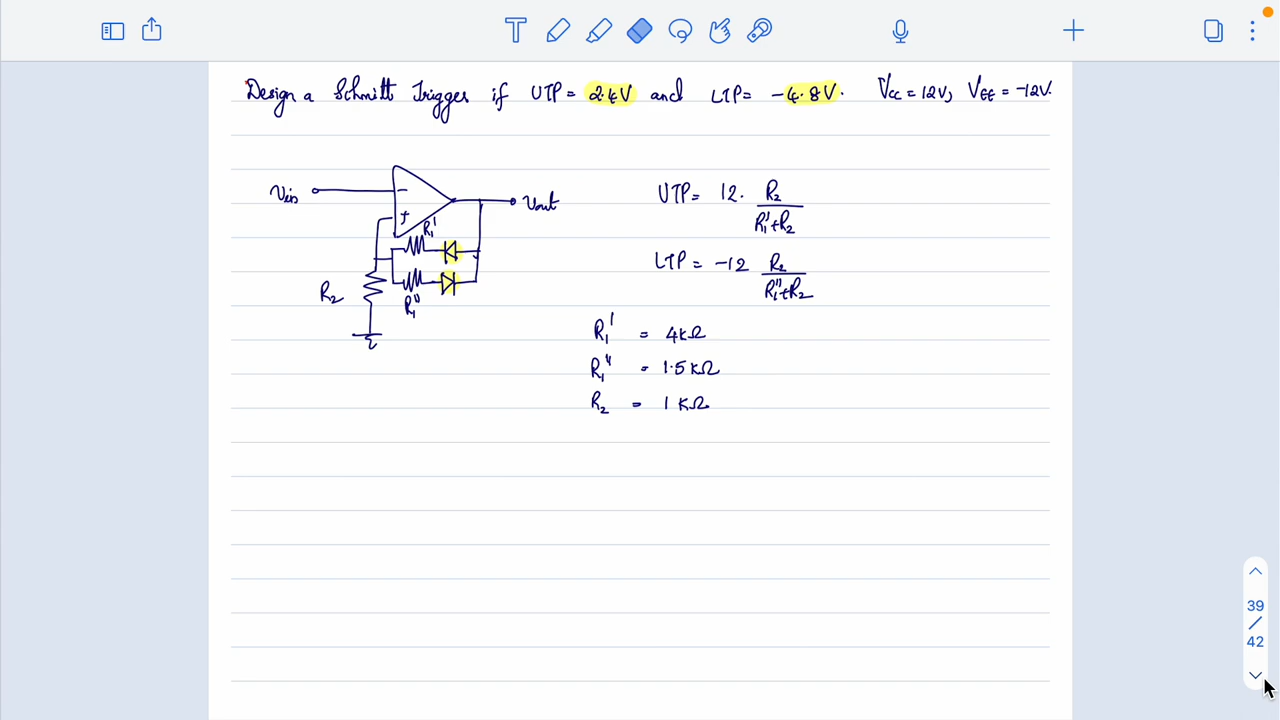 Design a Schmitt Trigger if UTP = 2.4V and LTP = -4.8V. VCC = 12V, VEE = -12V.
Vin
-
+
Vout
R1'
R1''
R2
UTP = 12. R2 / R1'+R2
LTP = -12 R2 / R1''+R2
R1' = 4kΩ
R1'' = 1.5kΩ
R2 = 1kΩ
39
/
42